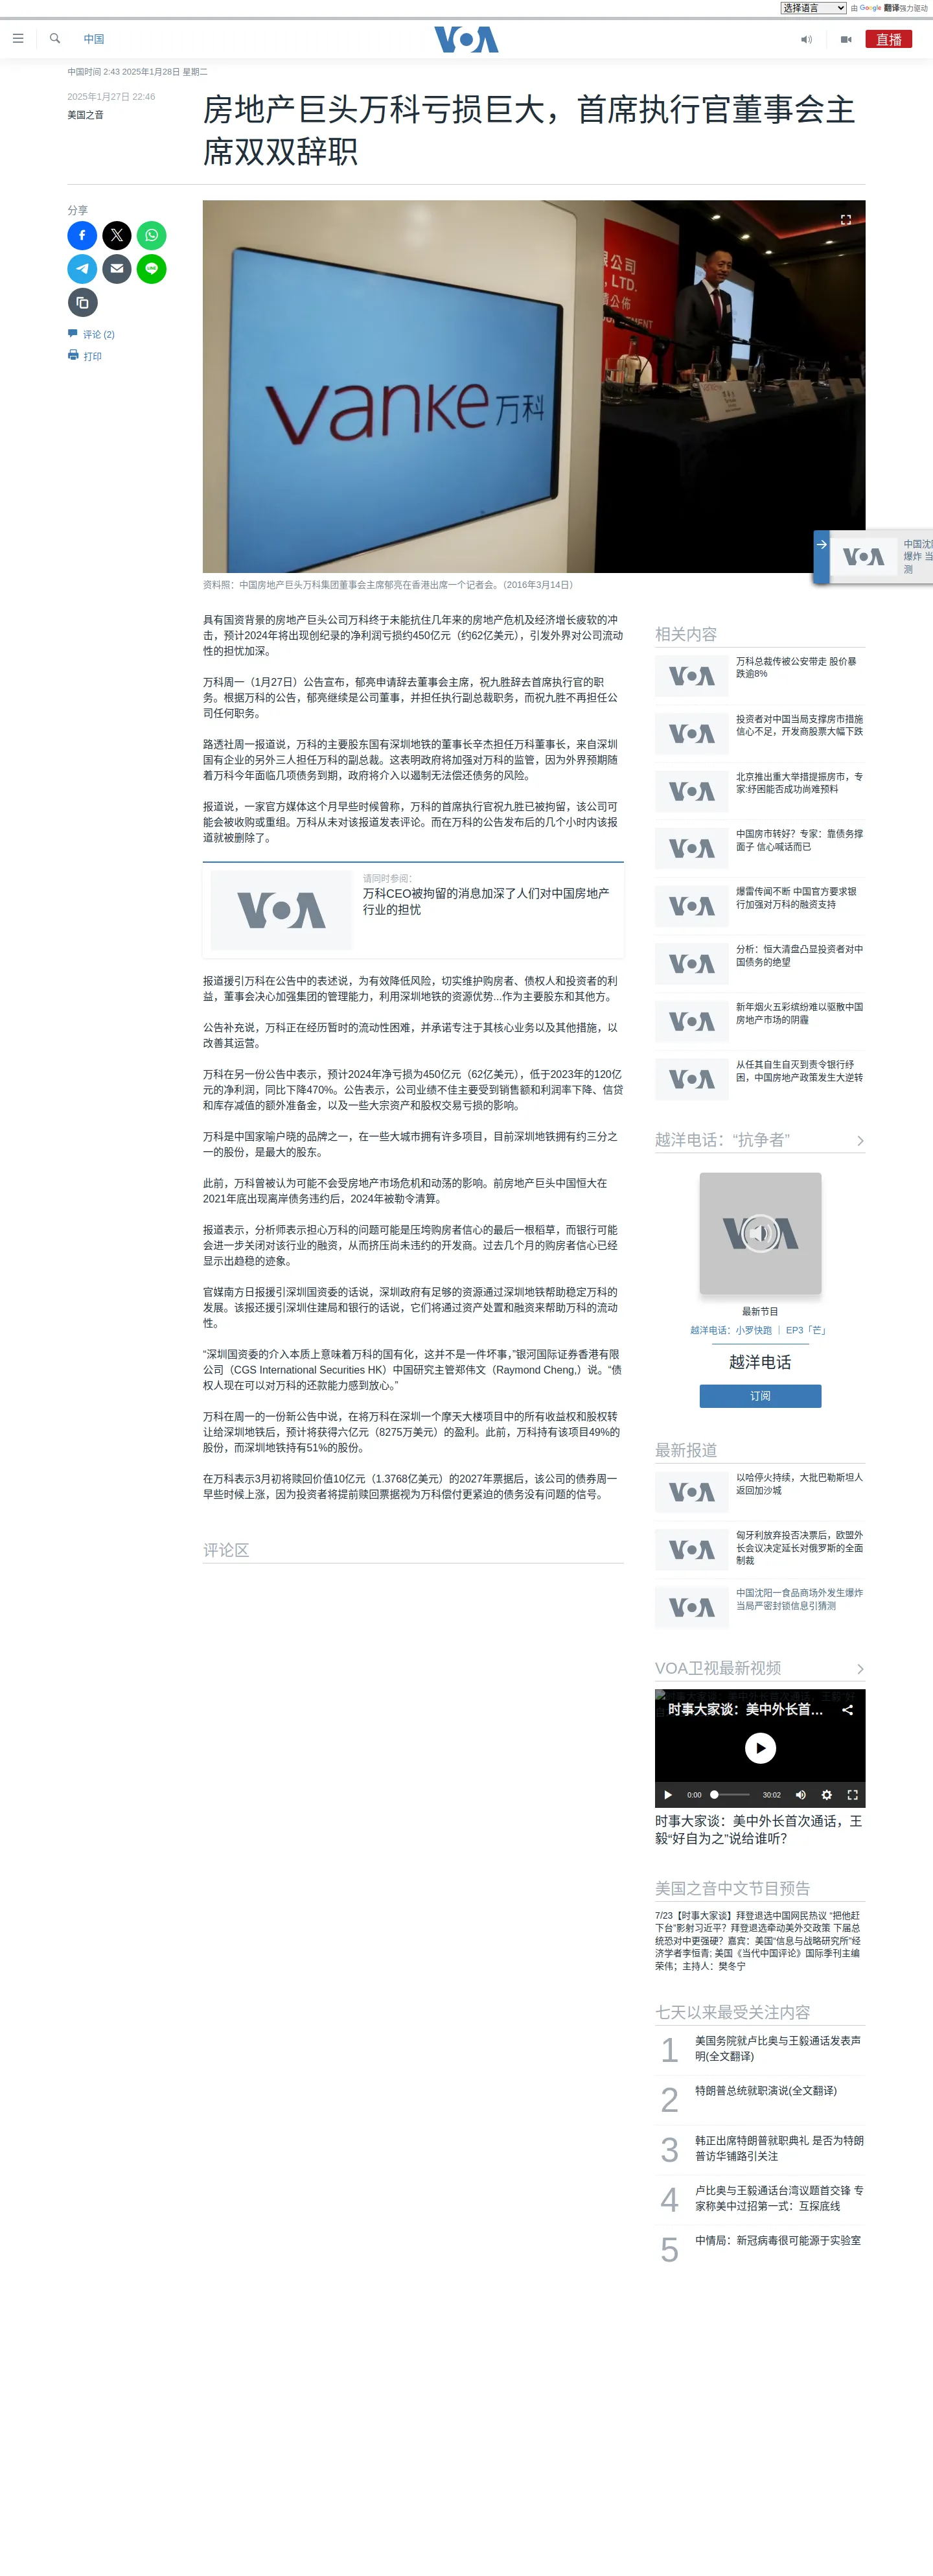 选择语言
由 Google 翻译强力驱动
中国
VOA
直播
中国时间 2:43 2025年1月28日 星期二
2025年1月27日 22:46
美国之音
房地产巨头万科亏损巨大，首席执行官董事会主
席双双辞职
分享
评论 (2)
打印
vanke万科
限公司
, LTD.
資料照：中国房地产巨头万科集团董事会主席郁亮在香港出席一个记者会。（2016年3月14日）
具有国资背景的房地产巨头公司万科终于未能抗住几年来的房地产危机及经济增长疲软的冲
击，预计2024年将出现创纪录的净利润亏损约450亿元（约62亿美元），引发外界对公司流动
性的担忧加深。
万科周一（1月27日）公告宣布，郁亮申请辞去董事会主席，祝九胜辞去首席执行官的职
务。根据万科的公告，郁亮继续是公司董事，并担任执行副总裁职务，而祝九胜不再担任公
司任何职务。
路透社周一报道说，万科的主要股东国有深圳地铁的董事长辛杰担任万科董事长，来自深圳
国有企业的另外三人担任万科的副总裁。这表明政府将加强对万科的监管，因为外界预期随
着万科今年面临几项债务到期，政府将介入以遏制无法偿还债务的风险。
报道说，一家官方媒体这个月早些时候曾称，万科的首席执行官祝九胜已被拘留，该公司可
能会被收购或重组。万科从未对该报道发表评论。而在万科的公告发布后的几个小时内该报
道就被删除了。
VOA
请同时参阅：
万科CEO被拘留的消息加深了人们对中国房地产
行业的担忧
报道援引万科在公告中的表述说，为有效降低风险，切实维护购房者、债权人和投资者的利
益，董事会决心加强集团的管理能力，利用深圳地铁的资源优势...作为主要股东和其他方。
公告补充说，万科正在经历暂时的流动性困难，并承诺专注于其核心业务以及其他措施，以
改善其运营。
万科在另一份公告中表示，预计2024年净亏损为450亿元（62亿美元），低于2023年的120亿
元的净利润，同比下降470%。公告表示，公司业绩不佳主要受到销售额和利润率下降、信贷
和库存减值的额外准备金，以及一些大宗资产和股权交易亏损的影响。
万科是中国家喻户晓的品牌之一，在一些大城市拥有许多项目，目前深圳地铁拥有约三分之
一的股份，是最大的股东。
此前，万科曾被认为可能不会受房地产市场危机和动荡的影响。前房地产巨头中国恒大在
2021年底出现离岸债务违约后，2024年被勒令清算。
报道表示，分析师表示担心万科的问题可能是压垮购房者信心的最后一根稻草，而银行可能
会进一步关闭对该行业的融资，从而挤压尚未违约的开发商。过去几个月的购房者信心已经
显示出趋稳的迹象。
官媒南方日报援引深圳国资委的话说，深圳政府有足够的资源通过深圳地铁帮助稳定万科的
发展。该报还援引深圳住建局和银行的话说，它们将通过资产处置和融资来帮助万科的流动
性。
“深圳国资委的介入本质上意味着万科的国有化，这并不是一件坏事，”银河国际证券香港有限
公司（CGS International Securities HK）中国研究主管郑伟文（Raymond Cheng,）说。“债
权人现在可以对万科的还款能力感到放心。”
万科在周一的一份新公告中说，在将万科在深圳一个摩天大楼项目中的所有收益权和股权转
让给深圳地铁后，预计将获得六亿元（8275万美元）的盈利。此前，万科持有该项目49%的
股份，而深圳地铁持有51%的股份。
在万科表示3月初将赎回价值10亿元（1.3768亿美元）的2027年票据后，该公司的债券周一
早些时候上涨，因为投资者将提前赎回票据视为万科偿付更紧迫的债务没有问题的信号。
评论区
VOA
中国沈
爆炸 当
测
相关内容
VOA
万科总裁传被公安带走 股价暴
跌逾8%
VOA
投资者对中国当局支撑房市措施
信心不足，开发商股票大幅下跌
VOA
北京推出重大举措提振房市，专
家:纾困能否成功尚难预料
VOA
中国房市转好？专家：靠债务撑
面子 信心喊话而已
VOA
爆雷传闻不断 中国官方要求银
行加强对万科的融资支持
VOA
分析：恒大清盘凸显投资者对中
国债务的绝望
VOA
新年烟火五彩缤纷难以驱散中国
房地产市场的阴霾
VOA
从任其自生自灭到责令银行纾
困，中国房地产政策发生大逆转
越洋电话：“抗争者”
VOA
最新节目
越洋电话：小罗快跑 ｜ EP3「芒」
越洋电话
订阅
最新报道
VOA
以哈停火持续，大批巴勒斯坦人
返回加沙城
VOA
匈牙利放弃投否决票后，欧盟外
长会议决定延长对俄罗斯的全面
制裁
VOA
中国沈阳一食品商场外发生爆炸
当局严密封锁信息引猜测
VOA卫视最新视频
时事大家谈：美中外长首…
0:00
30:02
时事大家谈：美中外长首次通话，王
毅“好自为之”说给谁听？
美国之音中文节目预告
7/23【时事大家谈】拜登退选中国网民热议 “把他赶
下台”影射习近平？拜登退选牵动美外交政策 下届总
统恐对中更强硬？嘉宾：美国“信息与战略研究所”经
济学者李恒青; 美国《当代中国评论》国际季刊主编
荣伟；主持人：樊冬宁
七天以来最受关注内容
1
美国务院就卢比奥与王毅通话发表声
明(全文翻译)
2
特朗普总统就职演说(全文翻译)
3
韩正出席特朗普就职典礼 是否为特朗
普访华铺路引关注
4
卢比奥与王毅通话台湾议题首交锋 专
家称美中过招第一式：互探底线
5
中情局：新冠病毒很可能源于实验室